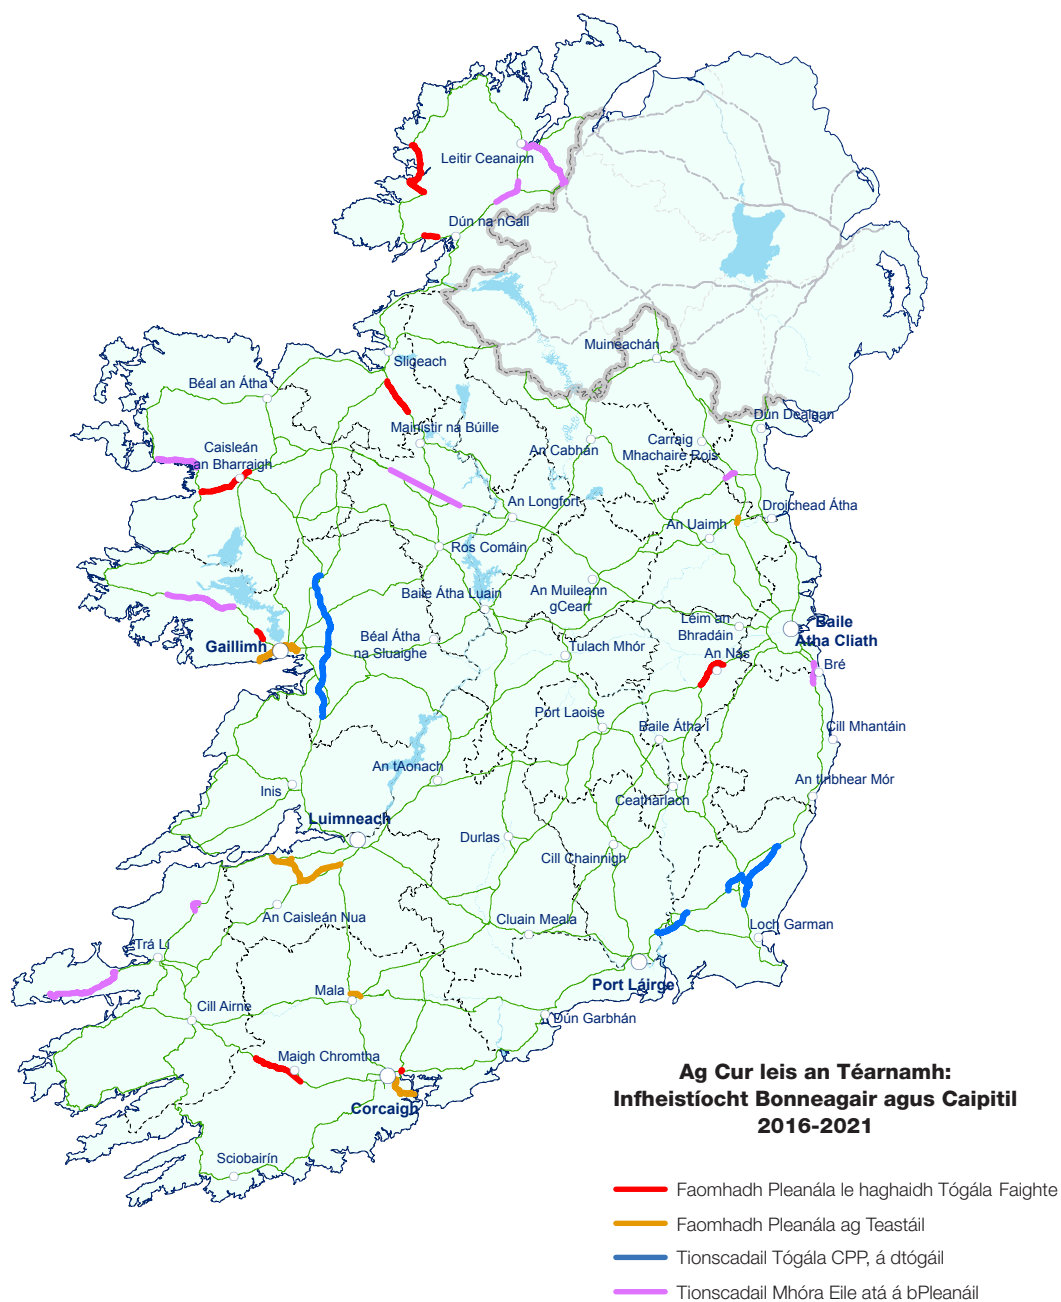 Leitir Ceanainn
Dún na nGall
Muineachán
Sligeach
Béal an Átha
Dún Dealgan
Mainistir na Búille
Caisleán
an Bharraigh
An Cabhán
Carraig
Mhachaire Rois
An Longfort
Droichead Átha
An Uaimh
Ros Comáin
Baile Átha Luain
An Muileann
gCearr
Léim an
Bhradáin
Baile
Átha Cliath
Gaillimh
Béal Átha
na Sluaighe
Tulach Mhór
An Nás
Bré
Port Laoise
Baile Átha Í
Cill Mhantáin
An tAonach
An tInbhear Mór
Inis
Ceatharlach
Luimneach
Durlas
Cill Chainnigh
An Caisleán Nua
Cluain Meala
Loch Garman
Trá Lí
Port Láirge
Mala
Cill Airne
Dún Garbhán
Maigh Chromtha
Corcaigh
Sciobairín
Ag Cur leis an Téarnamh:
Infheistíocht Bonneagair agus Caipitil
2016-2021
Faomhadh Pleanála le haghaidh Tógála Faighte
Faomhadh Pleanála ag Teastáil
Tionscadail Tógála CPP, á dtógáil
Tionscadail Mhóra Eile atá á bPleanáil